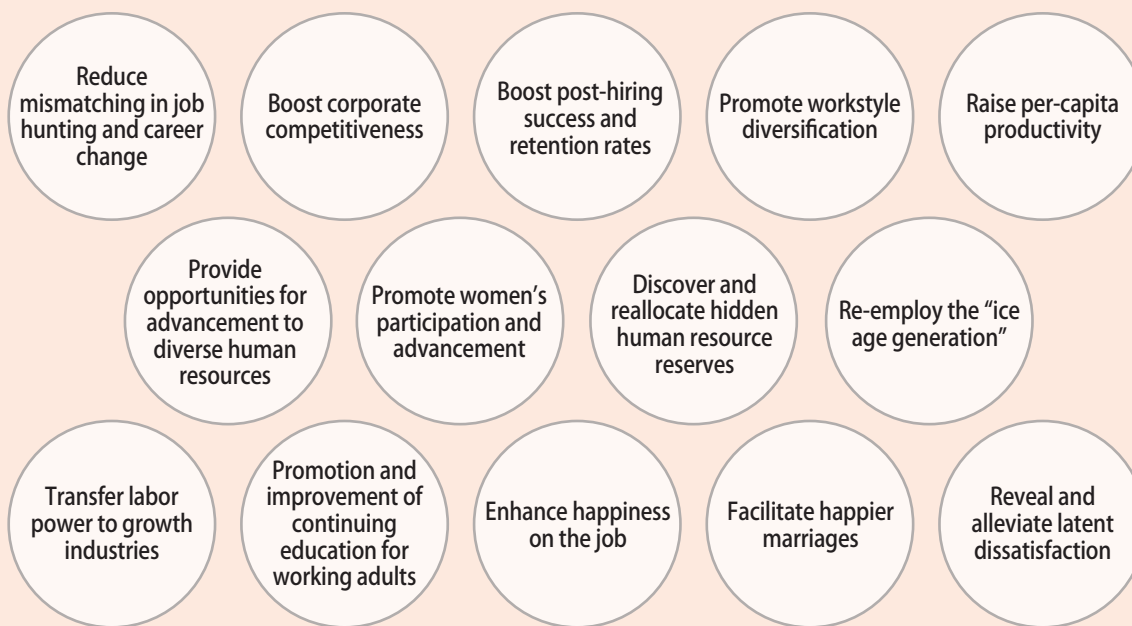 Reduce
mismatching in job
hunting and career
change
Boost corporate
competitiveness
Boost post-hiring
success and
retention rates
Promote workstyle
diversification
Raise per-capita
productivity
Provide
opportunities for
advancement to
diverse human
resources
Promote women’s
participation and
advancement
Discover and
reallocate hidden
human resource
reserves
Re-employ the “ice
age generation”
Transfer labor
power to growth
industries
Promotion and
improvement of
continuing
education for
working adults
Enhance happiness
on the job
Facilitate happier
marriages
Reveal and
alleviate latent
dissatisfaction